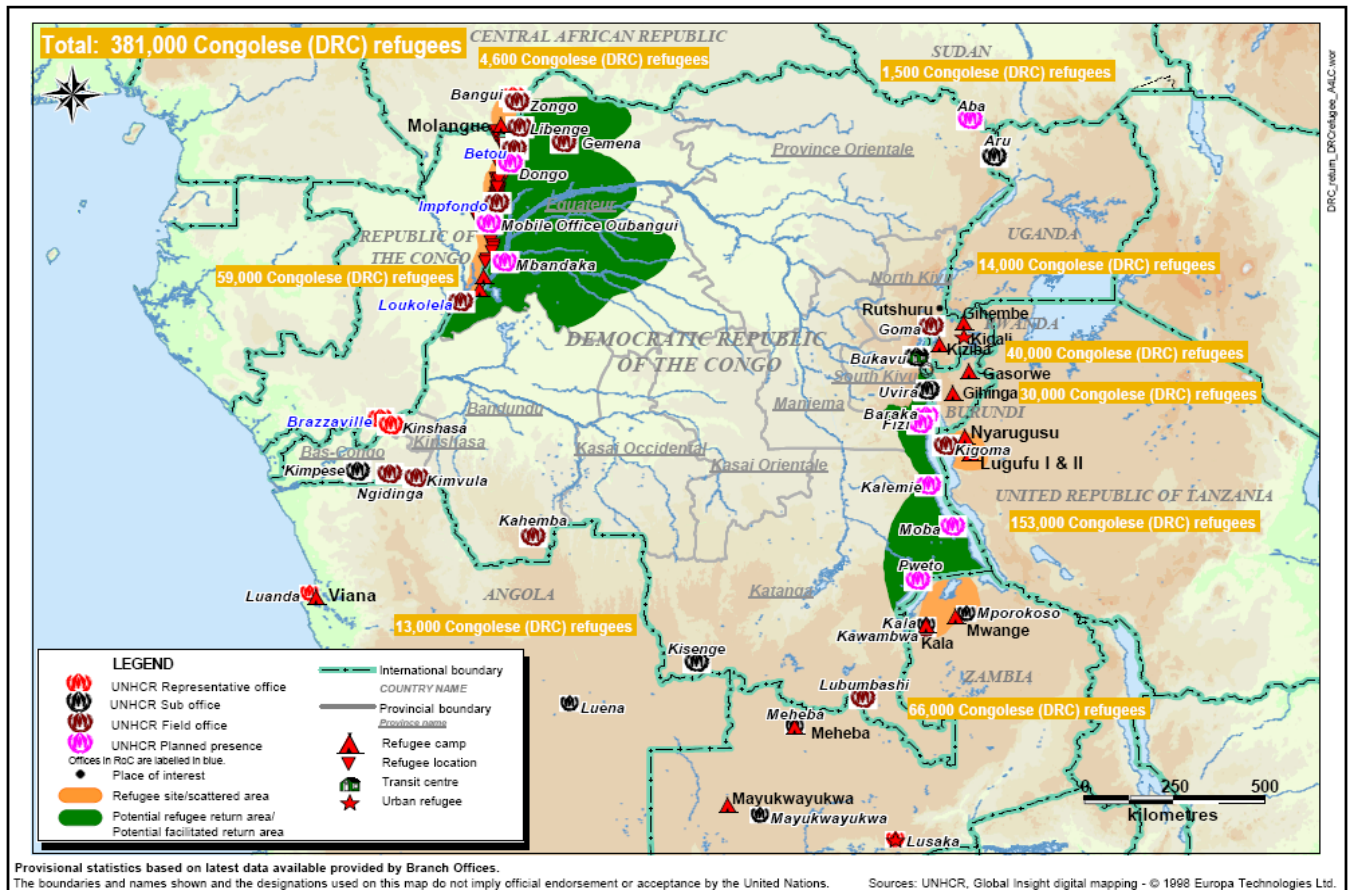 Total: 381,000 Congolese (DRC) refugees
CENTRAL AFRICAN REPUBLIC
4,600 Congolese (DRC) refugees
SUDAN
1,500 Congolese (DRC) refugees
DRC_return_DRCrefugee_A4LC.wor
Bangui
Zongo
Molangue
Libenge
Gemena
Betou
Dongo
Aba
Aru
Province Orientale
Impfondo
Equateur
Mobile Office Oubangui
REPUBLIC OF
THE CONGO
Mbandaka
59,000 Congolese (DRC) refugees
Loukolela
UGANDA
14,000 Congolese (DRC) refugees
North Kivu
Rutshuru
Gihembe
Goma
RWANDA
Kidali
Kiziba
Bukavu
40,000 Congolese (DRC) refugees
DEMOCRATIC REPUBLIC
OF THE CONGO
South Kivu
Gasorwe
Uvira
Gihinga
30,000 Congolese (DRC) refugees
Maniema
Baraka
Fizi
BURUNDI
Brazzaville
Kinshasa
Bandundu
Kinshasa
Bas-Congo
Kasai Occidental
Kasai Orientale
Nyarugusu
Kigoma
Lugufu I & II
Kimpese
Ngidinga
Kimvula
Kalemie
UNITED REPUBLIC OF TANZANIA
153,000 Congolese (DRC) refugees
Kahemba
Moba
Pweto
Katanga
Luanda
Viana
ANGOLA
13,000 Congolese (DRC) refugees
Mporokoso
Mwange
Kala
Kawambwa
Kala
Kisenge
ZAMBIA
Lubumbashi
66,000 Congolese (DRC) refugees
Luena
Meheba
Meheba
Mayukwayukwa
Mayukwayukwa
Lusaka
0 250 500
kilometres
LEGEND
UNHCR Representative office
UNHCR Sub office
UNHCR Field office
UNHCR Planned presence
Offices in RoC are labelled in blue.
Place of interest
Refugee site/scattered area
Potential refugee return area/
Potential facilitated return area
International boundary
COUNTRY NAME
Provincial boundary
Province name
Refugee camp
Refugee location
Transit centre
Urban refugee
Provisional statistics based on latest data available provided by Branch Offices.
The boundaries and names shown and the designations used on this map do not imply official endorsement or acceptance by the United Nations.
Sources: UNHCR, Global Insight digital mapping - © 1998 Europa Technologies Ltd.